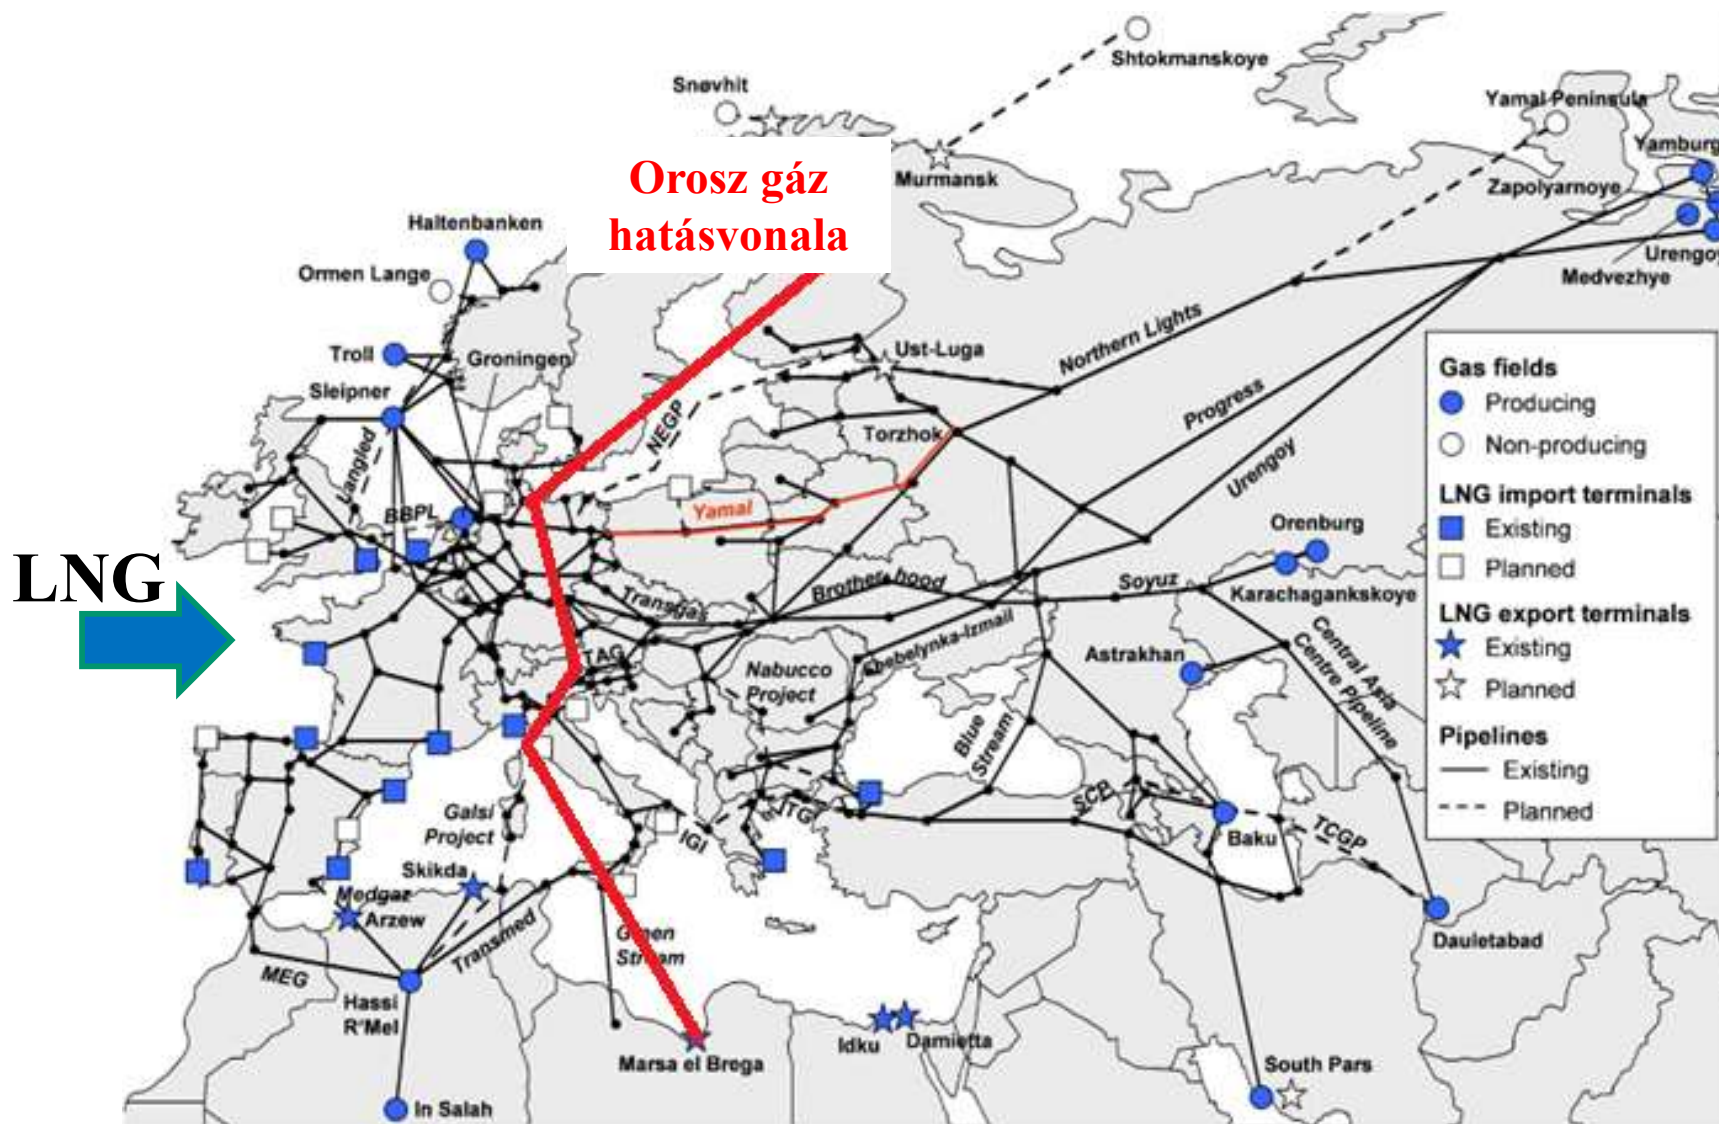 Shtokmanskoye
Snøvhit
Yamal Peninsula
Yamburg
Orosz gáz
hatásvonala
Murmansk
Zapolyarnoye
Haltenbanken
Urengoy
Ormen Lange
Medvezhye
Northern Lights
Troll
Groningen
Ust-Luga
Gas fields
Producing
Non-producing
LNG import terminals
Existing
Planned
LNG export terminals
Existing
Planned
Pipelines
Existing
Planned
Sleipner
NEGP
Progress
Torzhok
Langled
Urengoy
BBPL
Yamal
Orenburg
LNG
Brotherhood
Soyuz
Transgas
Karachagankskoye
Shebelynka-Izmail
Central Asia
Centre Pipeline
TAG
Nabucco
Project
Astrakhan
Blue
Stream
SCP
Galsi
Project
IGI
ITG
Baku
TCGP
Skikda
Medgaz
Arzew
Transmed
Green
Stream
Dauletabad
MEG
Hassi
R'Mel
Idku
Damietta
Marsa el Brega
South Pars
In Salah